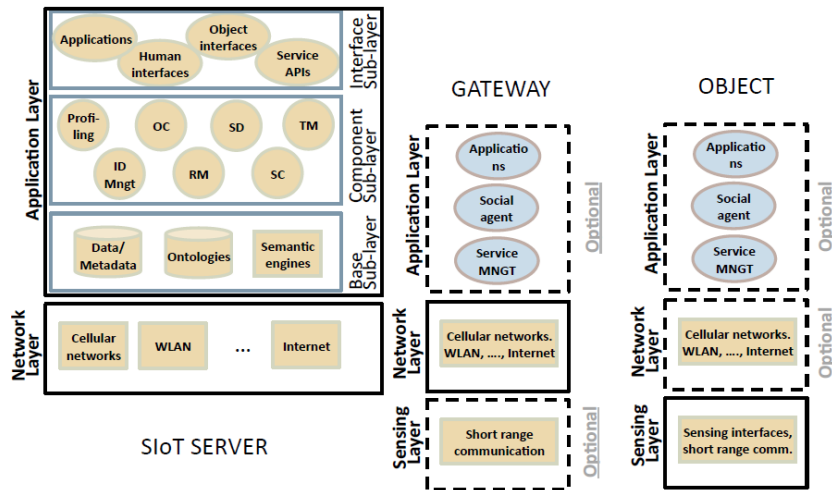 Applications
Human
interfaces
Object
interfaces
Service
APIs
Interface
Sub-layer
Profi-
ling
OC
SD
TM
ID
Mngt
RM
SC
Component
Sub-layer
Data/
Metadata
Ontologies
Semantic
engines
Base
Sub-layer
Application Layer
Cellular
networks
WLAN
...
Internet
Network
Layer
SIoT SERVER
GATEWAY
Applicatio
ns
Social
agent
Service
MNGT
Application Layer
Optional
Cellular networks.
WLAN, ...., Internet
Network
Layer
Short range
communication
Sensing
Layer
Optional
OBJECT
Applicatio
ns
Social
agent
Service
MNGT
Application Layer
Optional
Cellular networks.
WLAN, ...., Internet
Network
Layer
Optional
Sensing interfaces,
short range comm.
Sensing
Layer